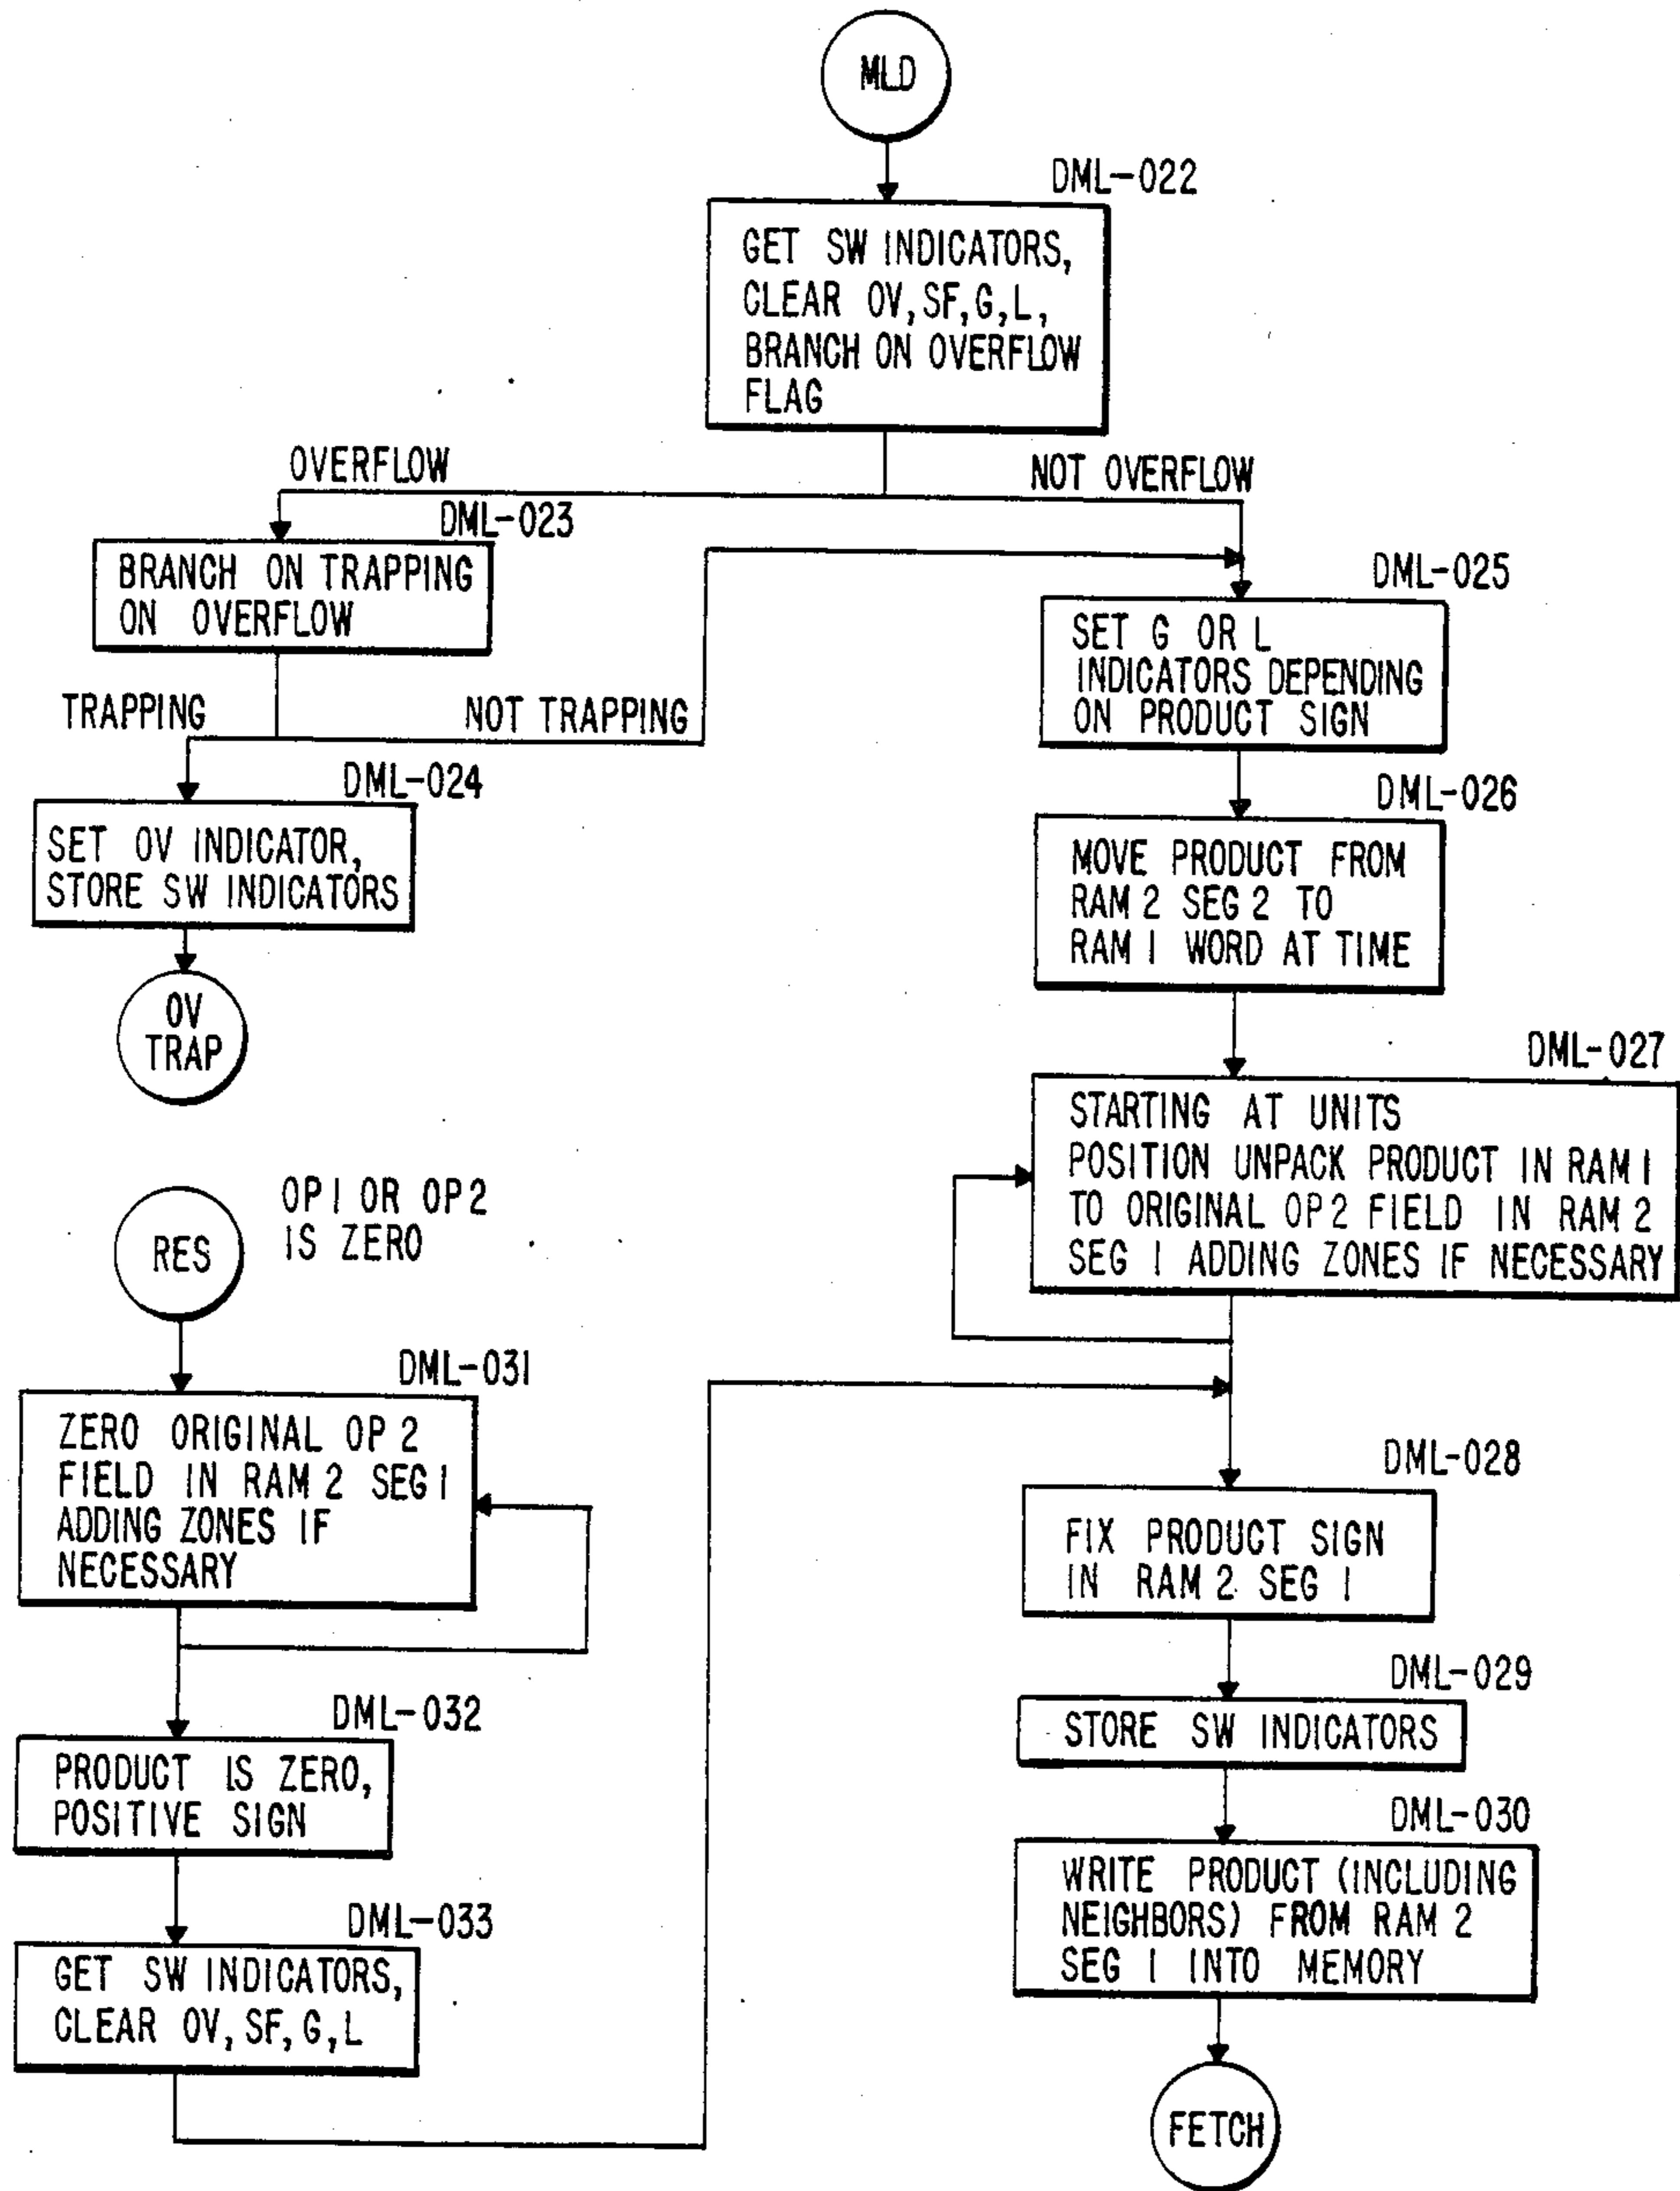 MLD
DML-022
GET SW INDICATORS,
CLEAR OV, SF, G, L,
BRANCH ON OVERFLOW
FLAG
OVERFLOW
NOT OVERFLOW
DML-023
BRANCH ON TRAPPING
ON OVERFLOW
TRAPPING
NOT TRAPPING
DML-024
SET OV INDICATOR,
STORE SW INDICATORS
OV
TRAP
DML-025
SET G OR L
INDICATORS DEPENDING
ON PRODUCT SIGN
DML-026
MOVE PRODUCT FROM
RAM 2 SEG 2 TO
RAM 1 WORD AT TIME
DML-027
STARTING AT UNITS
POSITION UNPACK PRODUCT IN RAM 1
TO ORIGINAL OP 2 FIELD IN RAM 2
SEG 1 ADDING ZONES IF NECESSARY
RES
OP 1 OR OP 2
IS ZERO
DML-031
ZERO ORIGINAL OP 2
FIELD IN RAM 2 SEG 1
ADDING ZONES IF
NECESSARY
DML-032
PRODUCT IS ZERO,
POSITIVE SIGN
DML-033
GET SW INDICATORS,
CLEAR OV, SF, G, L
DML-028
FIX PRODUCT SIGN
IN RAM 2 SEG 1
DML-029
STORE SW INDICATORS
DML-030
WRITE PRODUCT (INCLUDING
NEIGHBORS) FROM RAM 2
SEG 1 INTO MEMORY
FETCH